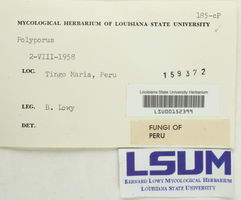 185-cP
MYCOLOGICAL HERBARIUM OF LOUISIANA STATE UNIVERSITY
Polyporus
2-VIII-1958
LOC. Tingo Maria, Peru
159372
Louisiana State University Herbarium
LSU00152399
LEG. B. Lowy
DET.
FUNGI OF
PERU
LSUM
BERNARD LOWY MYCOLOGICAL HERBARIUM
LOUISIANA STATE UNIVERSITY